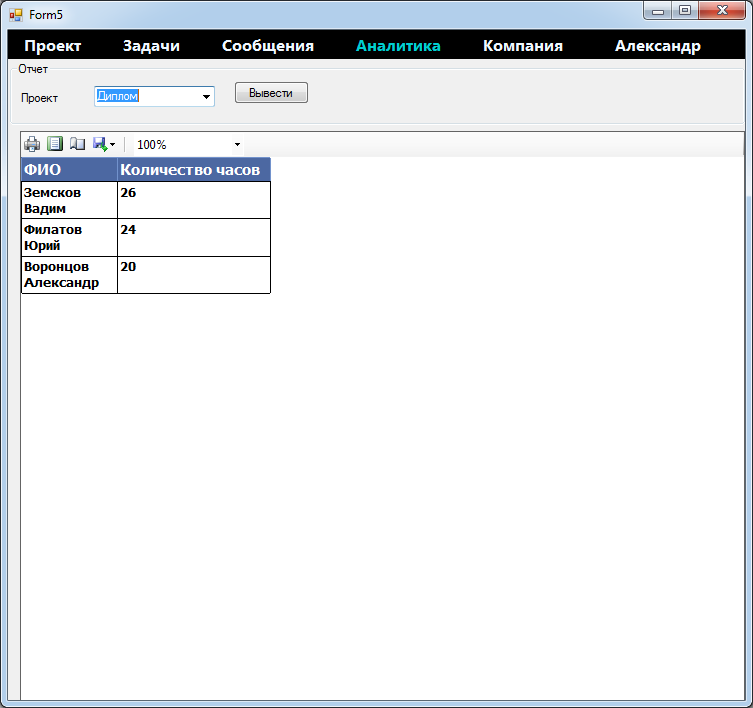 Form5
Проект Задачи Сообщения Аналитика Компания Александр
Отчет
Проект Диплом Вывести
100%
ФИО Количество часов
Земсков 26
Вадим
Филатов 24
Юрий
Воронцов 20
Александр